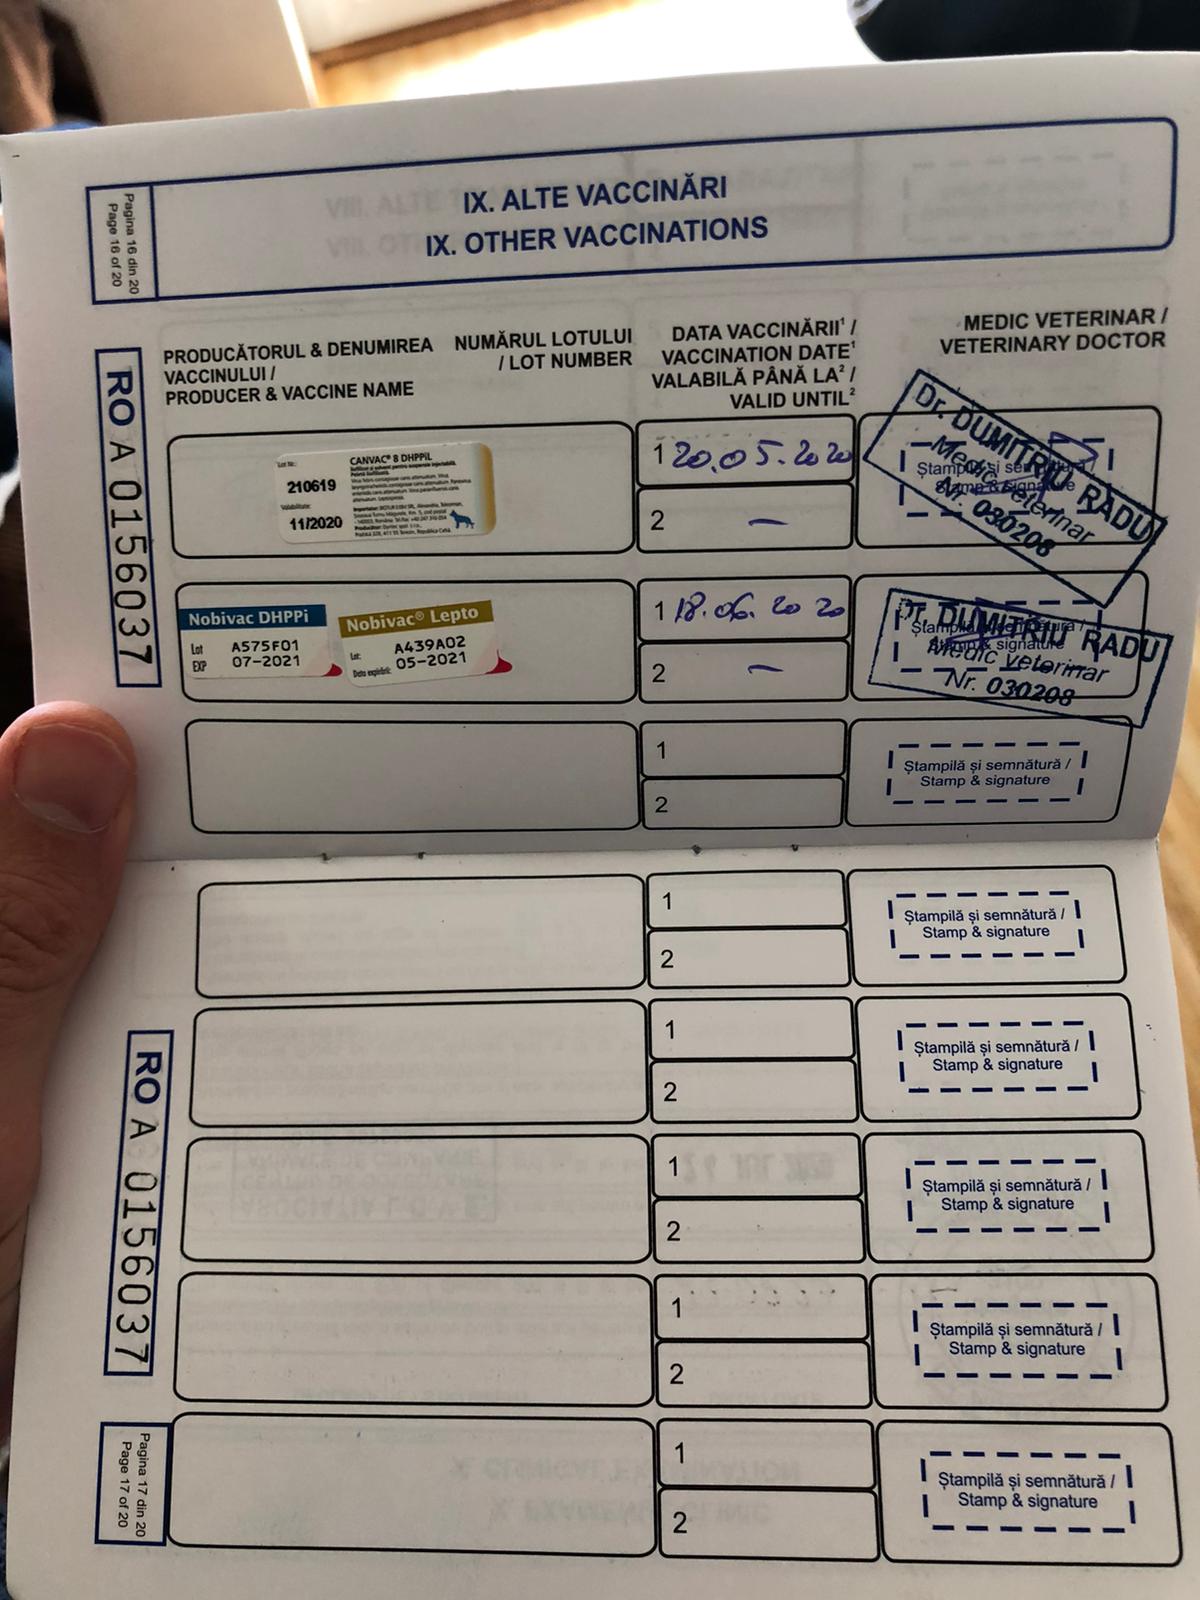 Pagina 16 din 20
Page 16 of 20
IX. ALTE VACCINĂRI
IX. OTHER VACCINATIONS
RO A 0156037
PRODUCĂTORUL & DENUMIREA
VACCINULUI /
PRODUCER & VACCINE NAME
NUMĂRUL LOTULUI
/ LOT NUMBER
DATA VACCINĂRII¹ /
VACCINATION DATE¹
VALABILĂ PÂNĂ LA² /
VALID UNTIL²
MEDIC VETERINAR /
VETERINARY DOCTOR
Lot Nr.:
210619
Valabilitate:
11/2020
CANVAC® 8 DHPPiL
1 20.05.2020
2 –
Ștampilă și semnătură /
Stamp & signature
Dr. DUMITRIU RADU
Medic veterinar
Nr. 030208
Nobivac DHPPi
Lot A575F01
EXP 07-2021
Nobivac® Lepto
Lot: A439A02
Data expirării: 05-2021
1 18.06.2020
2 –
Ștampilă și semnătură /
Stamp & signature
Dr. DUMITRIU RADU
Medic veterinar
Nr. 030208
1
2
Ștampilă și semnătură /
Stamp & signature
1
2
Ștampilă și semnătură /
Stamp & signature
1
2
Ștampilă și semnătură /
Stamp & signature
RO A 0156037
1
2
Ștampilă și semnătură /
Stamp & signature
1
2
Ștampilă și semnătură /
Stamp & signature
1
2
Ștampilă și semnătură /
Stamp & signature
Pagina 17 din 20
Page 17 of 20